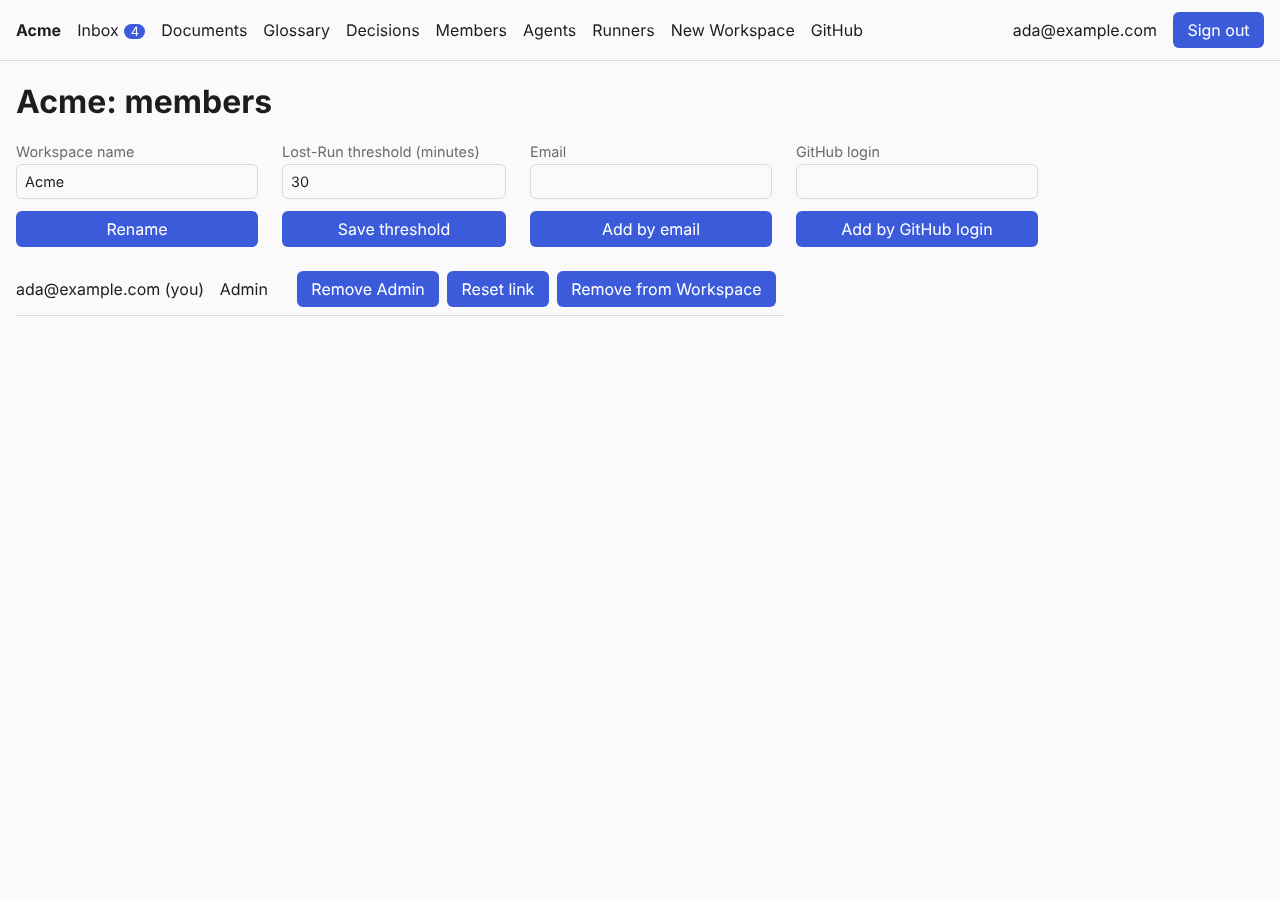 Acme Inbox 4 Documents Glossary Decisions Members Agents Runners New Workspace GitHub ada@example.com Sign out
Acme: members
Workspace name Lost-Run threshold (minutes) Email GitHub login
Acme 30
Rename Save threshold Add by email Add by GitHub login
ada@example.com (you) Admin Remove Admin Reset link Remove from Workspace